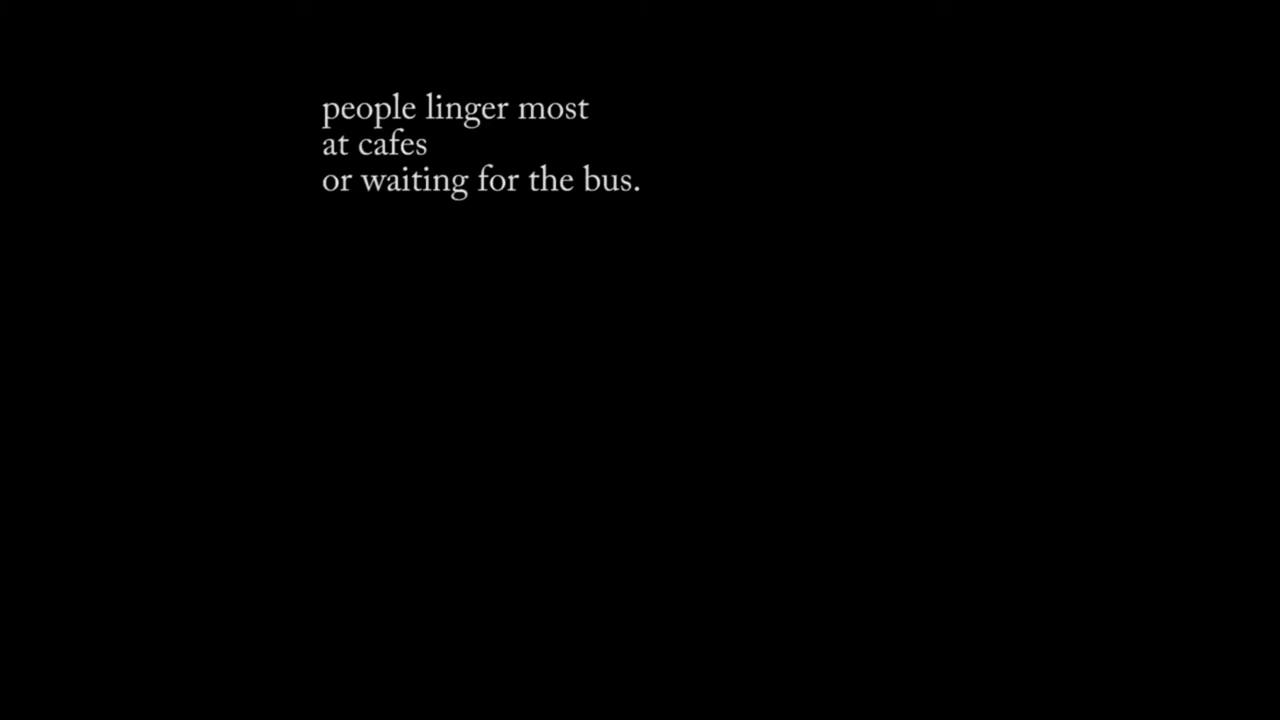 people linger most
at cafes
or waiting for the bus.